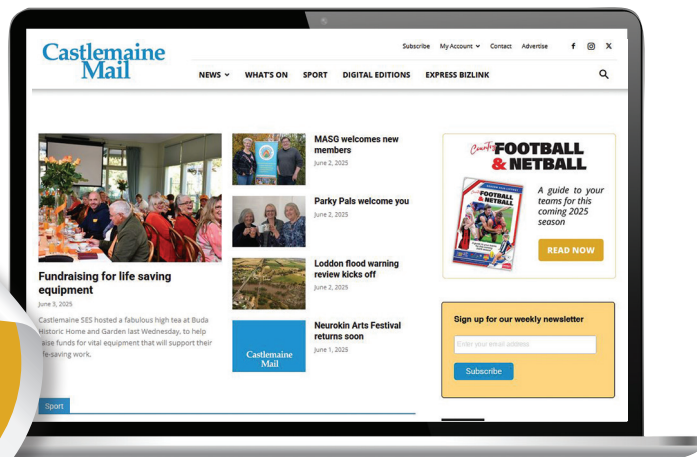 Castlemaine
Mail
Subscribe My Account Contact Advertise
NEWS WHAT'S ON SPORT DIGITAL EDITIONS EXPRESS BIZLINK
Fundraising for life saving
equipment
June 3, 2025
Castlemaine SES hosted a fabulous high tea at Buda
Historic Home and Garden last Wednesday, to help
raise funds for vital equipment that will support their
life-saving work.
Sport
MASG welcomes new
members
June 2, 2025
Parky Pals welcome you
June 2, 2025
Loddon flood warning
review kicks off
June 2, 2025
Castlemaine
Mail
Neurokin Arts Festival
returns soon
June 1, 2025
Country FOOTBALL
& NETBALL
FOOTBALL
& NETBALL
A guide to your
teams for this
coming 2025
season
READ NOW
Sign up for our weekly newsletter
Enter your email address
Subscribe